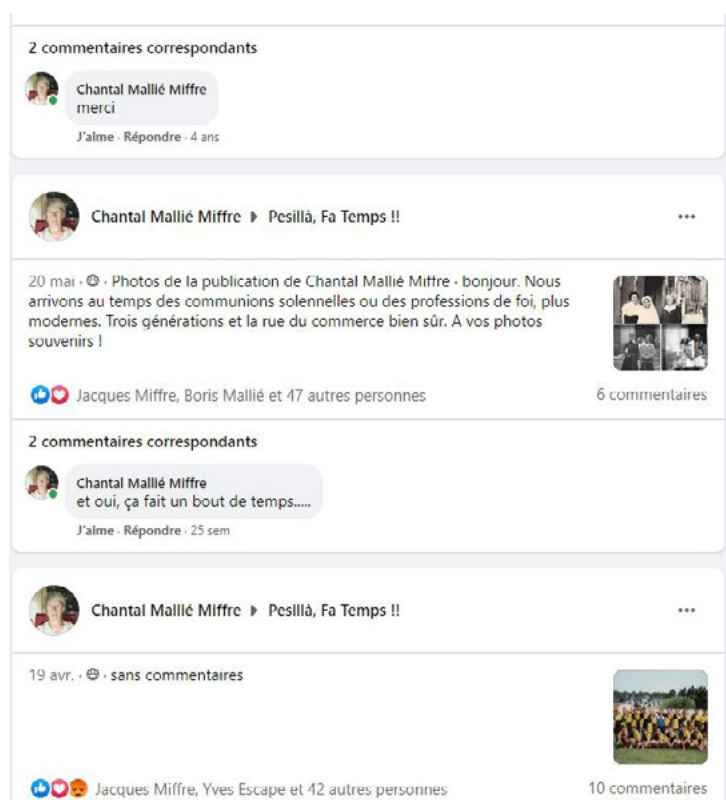 2 commentaires correspondants
Chantal Mallié Miffre
merci
J'aime · Répondre · 4 ans
Chantal Mallié Miffre ▸ Pesillà, Fa Temps !!
20 mai · Photos de la publication de Chantal Mallié Miffre · bonjour. Nous
arrivons au temps des communions solennelles ou des professions de foi, plus
modernes. Trois générations et la rue du commerce bien sûr. A vos photos
souvenirs !
Jacques Miffre, Boris Mallié et 47 autres personnes
6 commentaires
2 commentaires correspondants
Chantal Mallié Miffre
et oui, ça fait un bout de temps.....
J'aime · Répondre · 25 sem
Chantal Mallié Miffre ▸ Pesillà, Fa Temps !!
19 avr. · sans commentaires
Jacques Miffre, Yves Escape et 42 autres personnes
10 commentaires